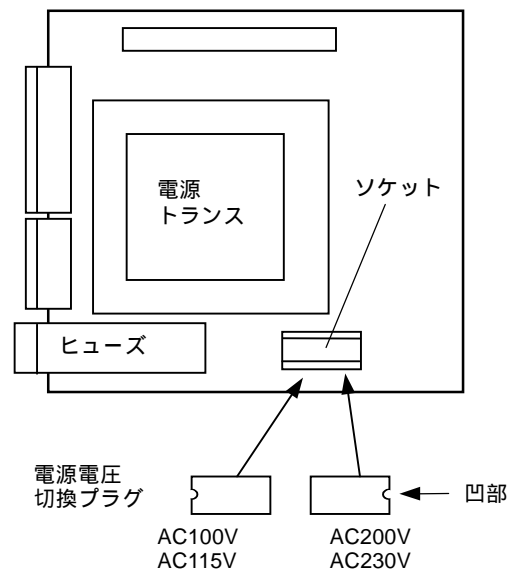 電源
トランス
ソケット
ヒューズ
電源電圧
切換プラグ
凹部
AC100V
AC115V
AC200V
AC230V